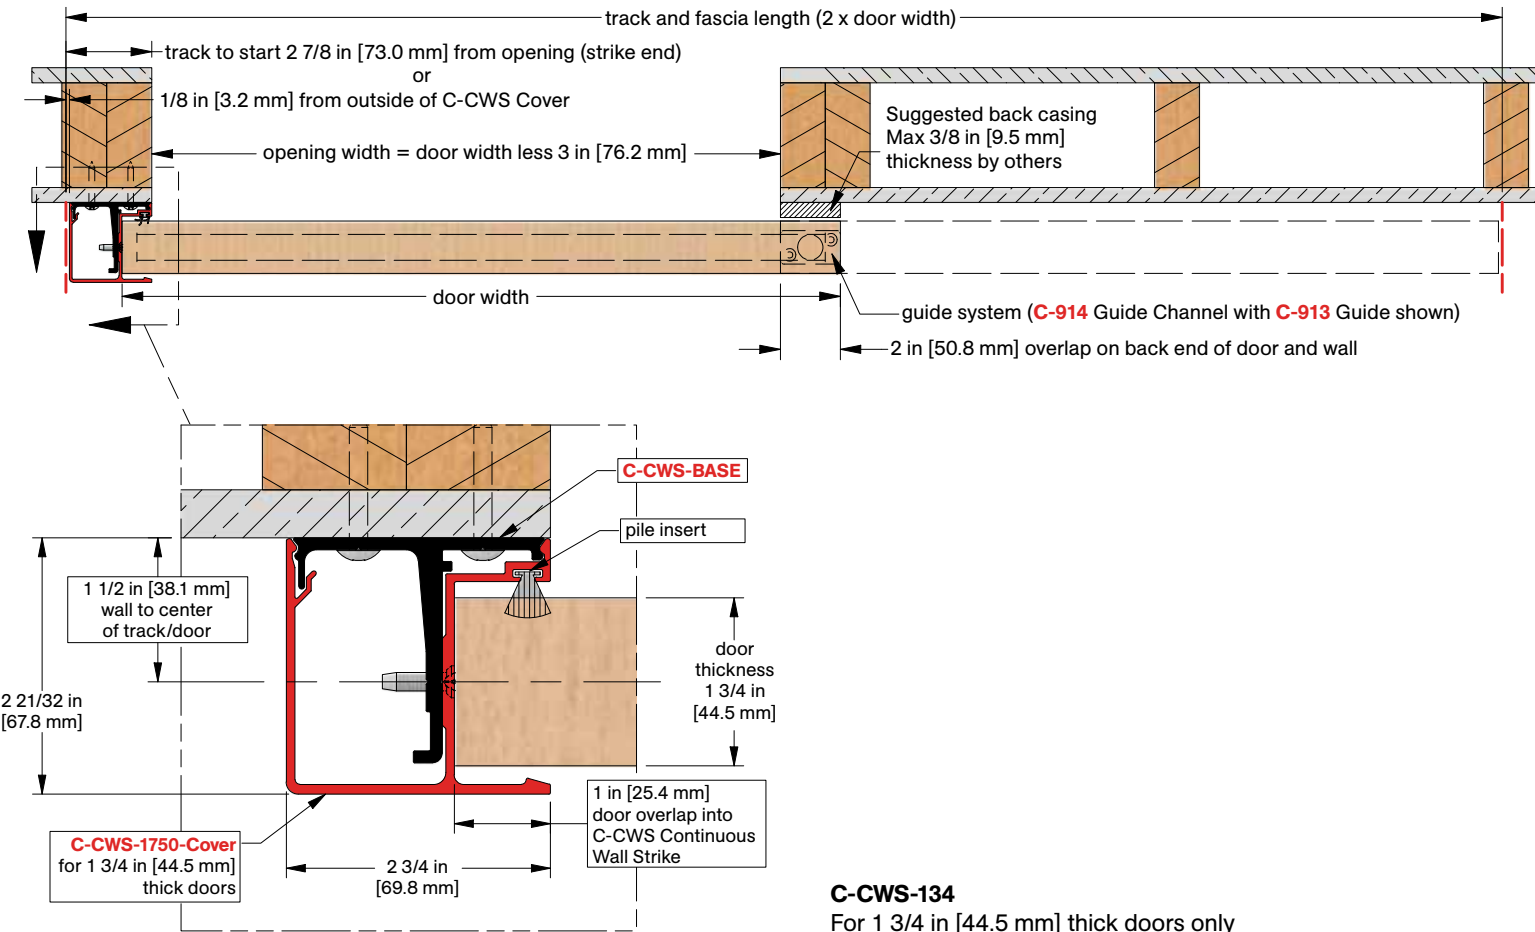 track and fascia length (2 x door width)
track to start 2 7/8 in [73.0 mm] from opening (strike end)
or
1/8 in [3.2 mm] from outside of C-CWS Cover
opening width = door width less 3 in [76.2 mm]
Suggested back casing
Max 3/8 in [9.5 mm]
thickness by others
door width
guide system (C-914 Guide Channel with C-913 Guide shown)
2 in [50.8 mm] overlap on back end of door and wall
C-CWS-BASE
pile insert
1 1/2 in [38.1 mm]
wall to center
of track/door
door
thickness
1 3/4 in
[44.5 mm]
2 21/32 in
[67.8 mm]
1 in [25.4 mm]
door overlap into
C-CWS Continuous
Wall Strike
C-CWS-1750-Cover
for 1 3/4 in [44.5 mm]
thick doors
2 3/4 in
[69.8 mm]
C-CWS-134
For 1 3/4 in [44.5 mm] thick doors only